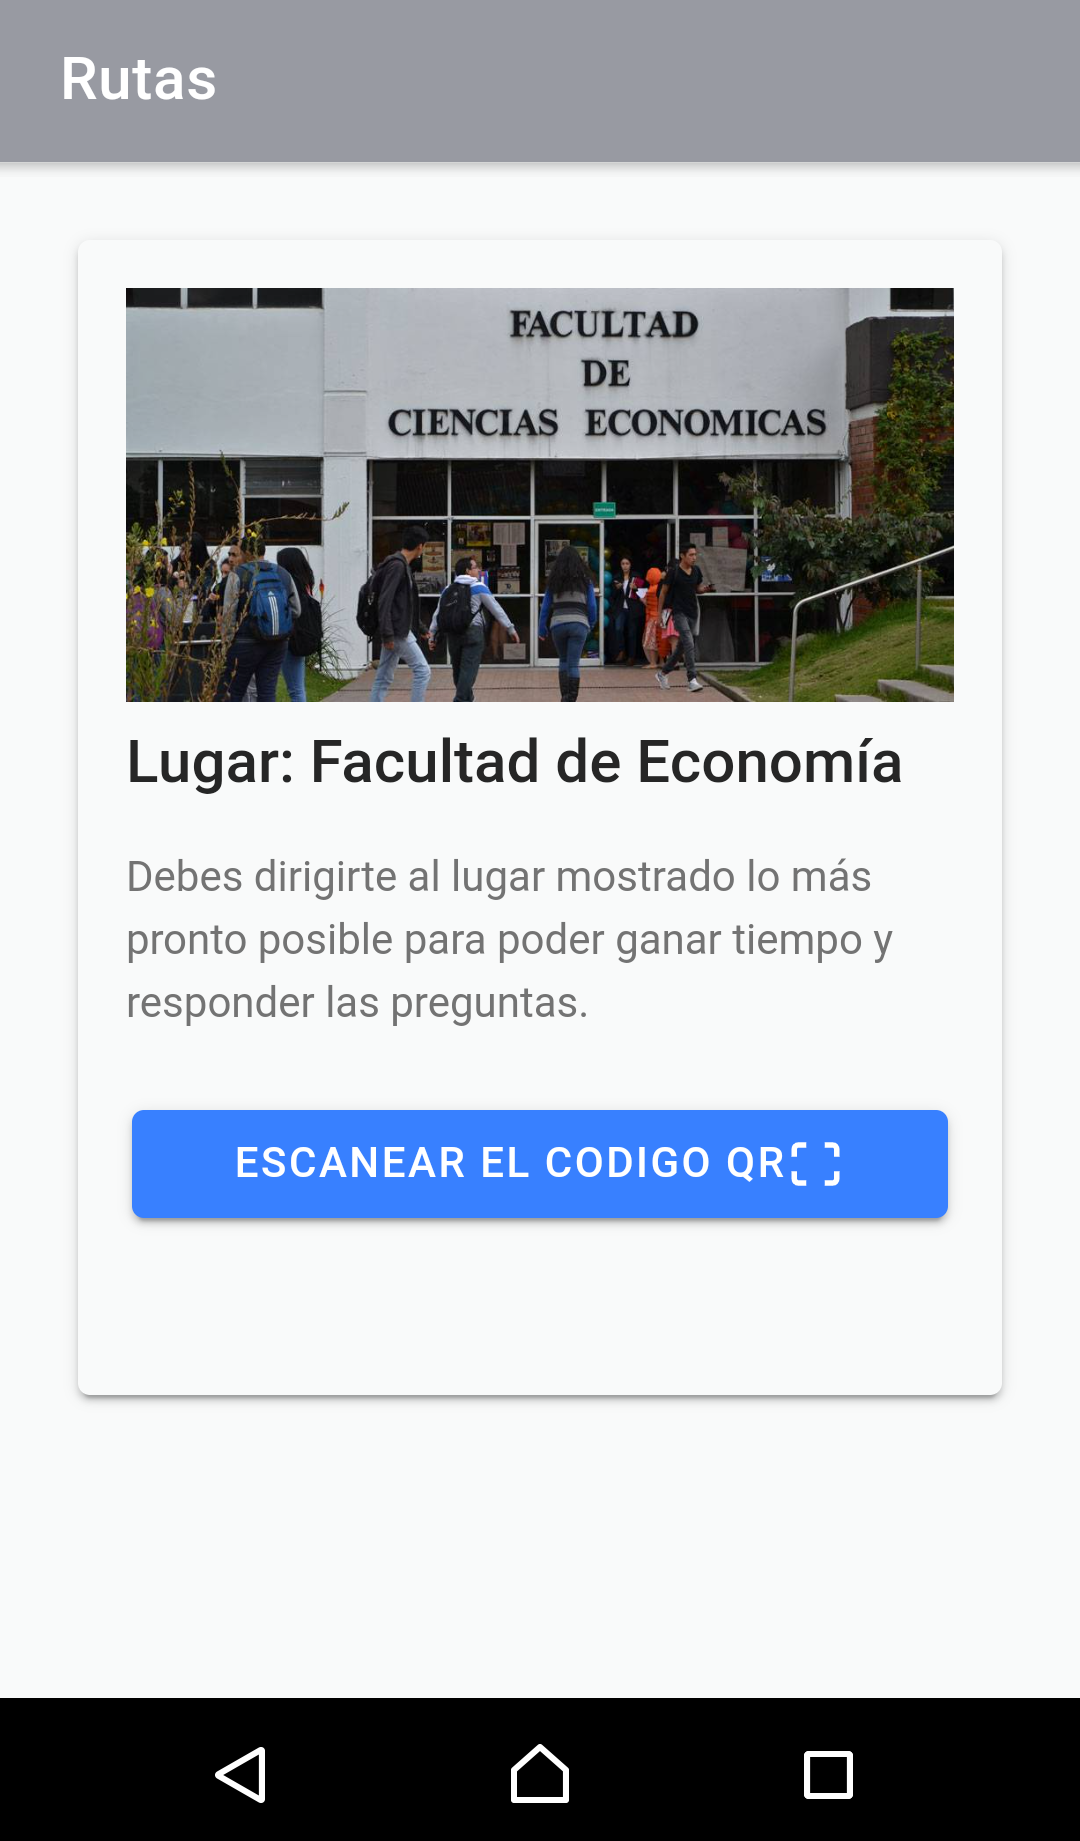 Rutas
FACULTAD
DE
CIENCIAS ECONOMICAS
Lugar: Facultad de Economía
Debes dirigirte al lugar mostrado lo más
pronto posible para poder ganar tiempo y
responder las preguntas.
ESCANEAR EL CODIGO QR